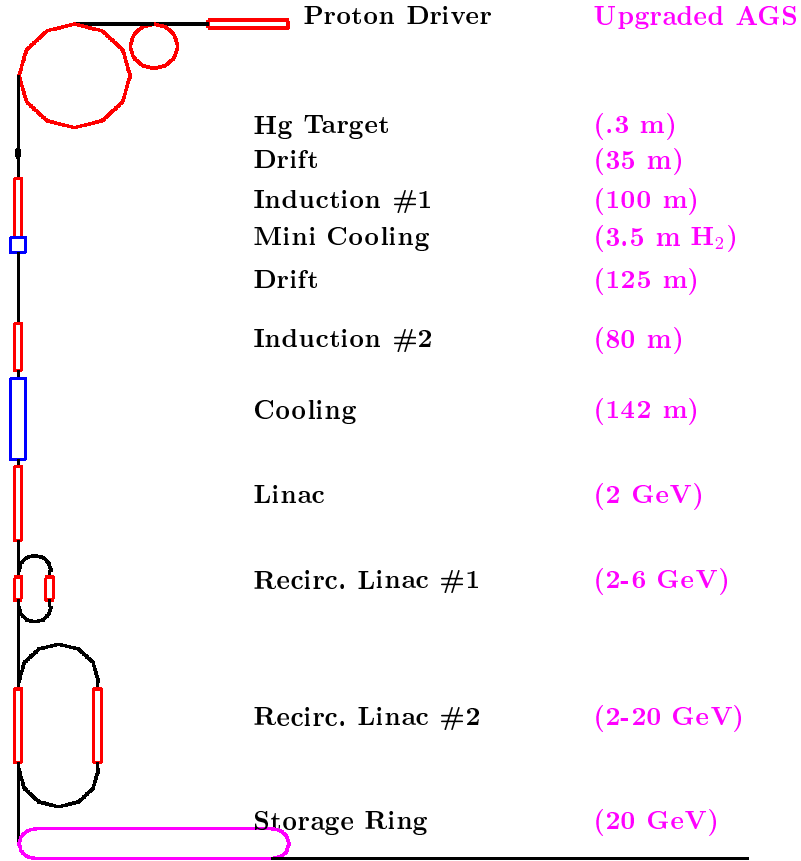 Proton Driver Upgraded AGS
Hg Target (.3 m)
Drift (35 m)
Induction #1 (100 m)
Mini Cooling (3.5 m H₂)
Drift (125 m)
Induction #2 (80 m)
Cooling (142 m)
Linac (2 GeV)
Recirc. Linac #1 (2-6 GeV)
Recirc. Linac #2 (2-20 GeV)
Storage Ring (20 GeV)